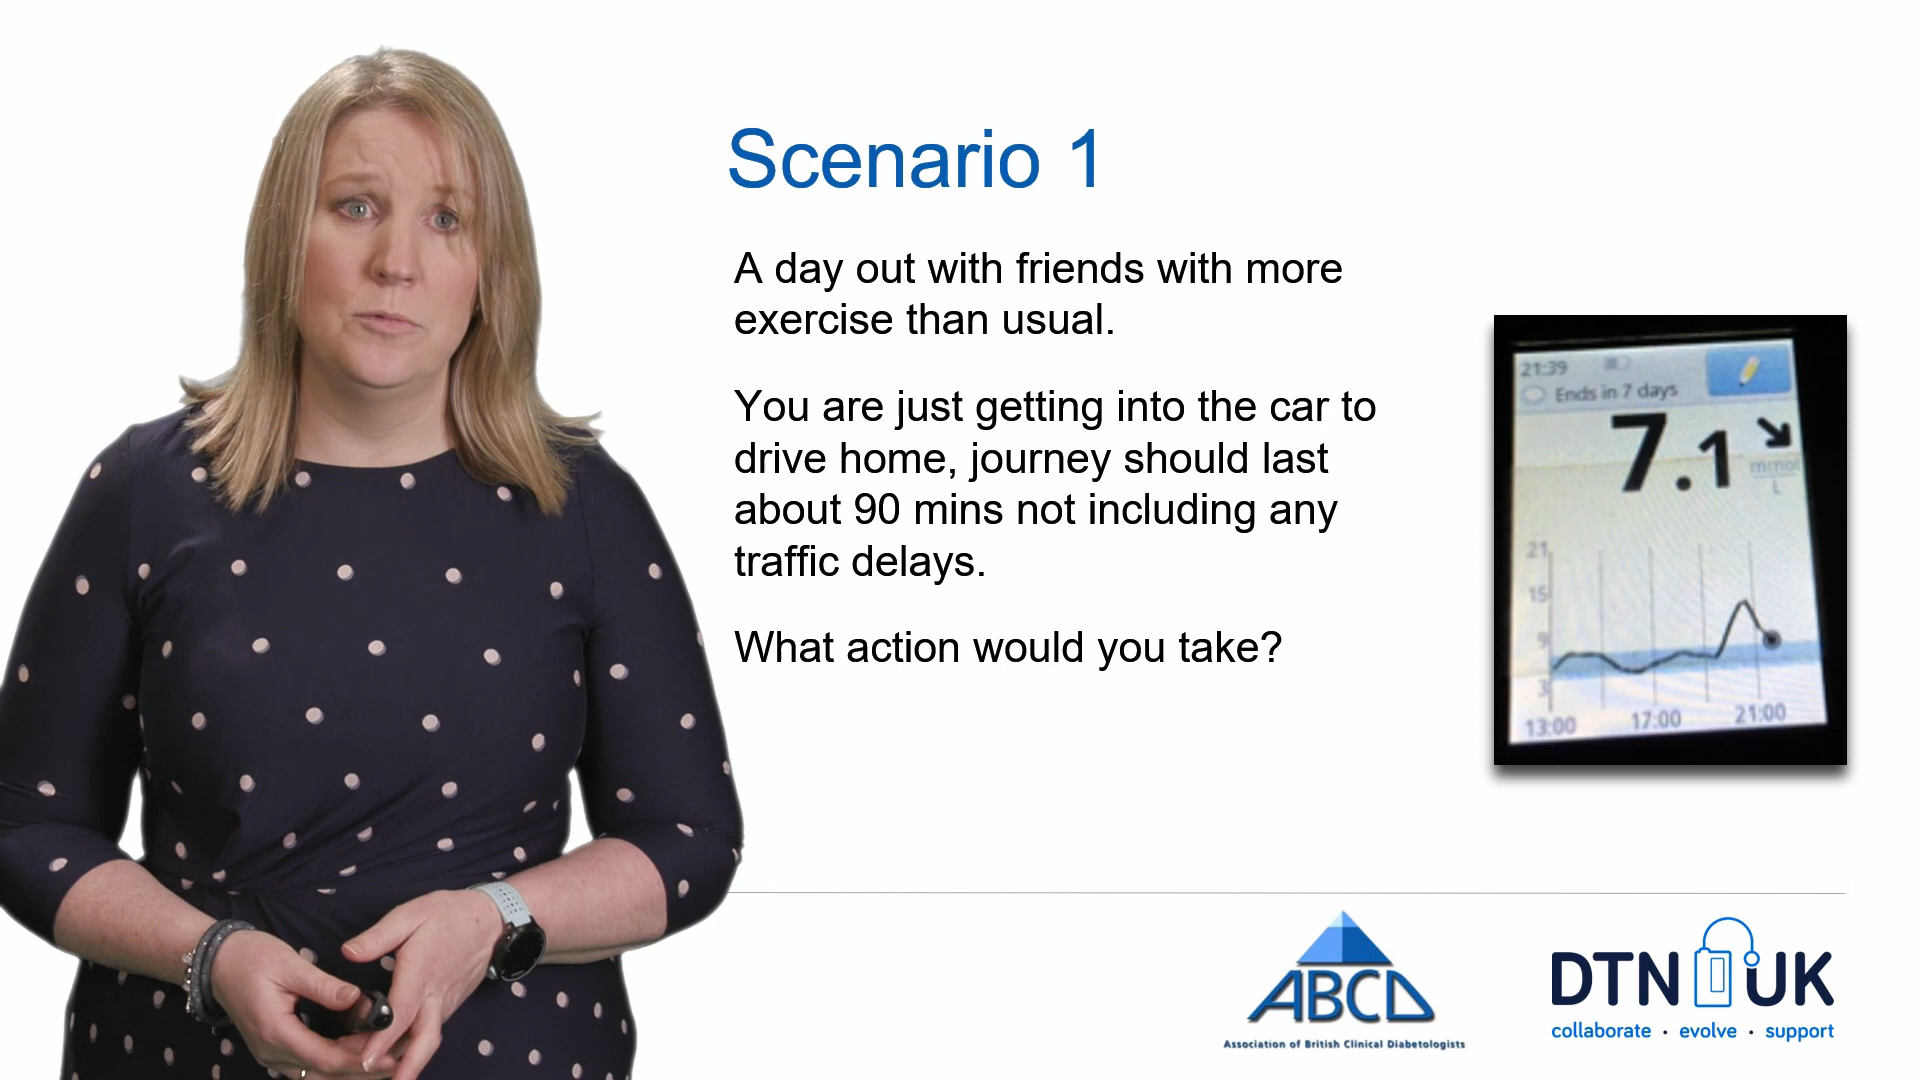 Scenario 1
A day out with friends with more
exercise than usual.
You are just getting into the car to
drive home, journey should last
about 90 mins not including any
traffic delays.
What action would you take?
21:39
Ends in 7 days
7.1
mmol
L
21
15
9
3
13:00
17:00
21:00
ABCD
Association of British Clinical Diabetologists
DTN UK
collaborate · evolve · support